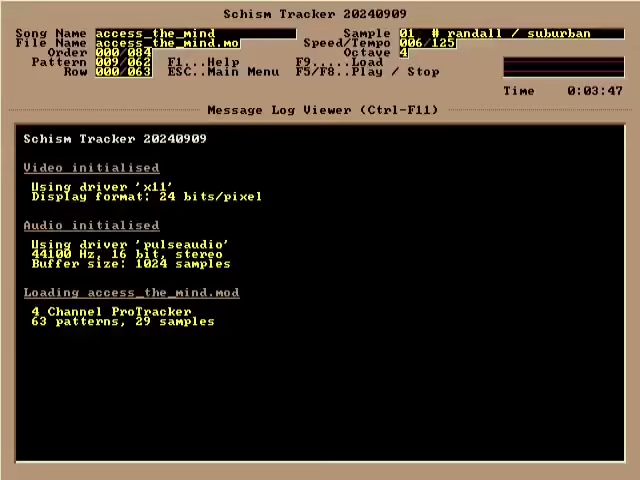 Schism Tracker 20240909
Song Name access_the_mind Sample 01 # randall / suburban
File Name access_the_mind.mo Speed/Tempo 006/125
Order 000/084 Octave 4
Pattern 009/062 F1...Help F9.....Load
Row 000/063 ESC..Main Menu F5/F8..Play / Stop
Time 0:03:47
Message Log Viewer (Ctrl-F11)
Schism Tracker 20240909
Video initialised
Using driver 'x11'
Display format: 24 bits/pixel
Audio initialised
Using driver 'pulseaudio'
44100 Hz, 16 bit, stereo
Buffer size: 1024 samples
Loading access_the_mind.mod
4 Channel ProTracker
63 patterns, 29 samples